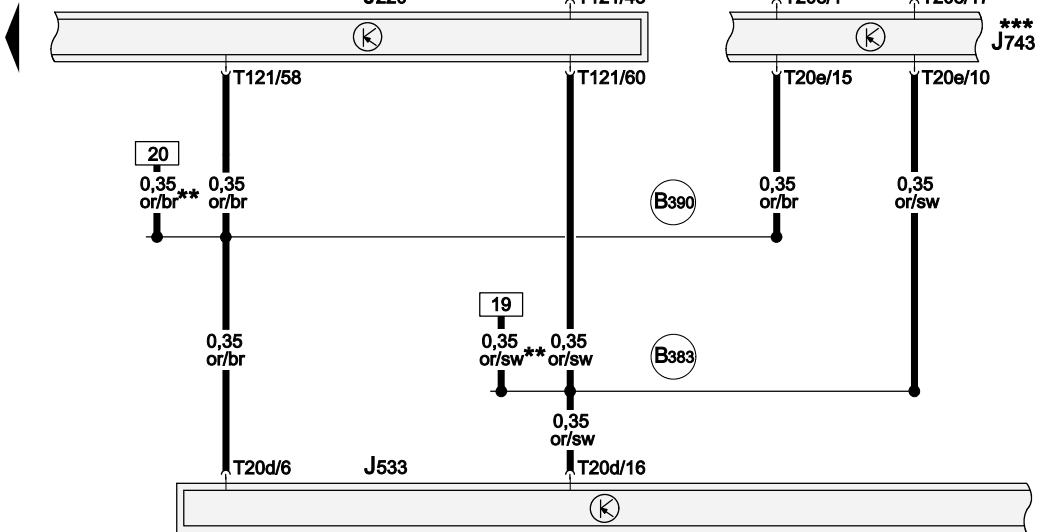 ***
J743
T121/58
T121/60
T20e/15
T20e/10
20
0,35
or/br**
0,35
or/br
B390
0,35
or/br
0,35
or/sw
19
0,35
or/sw**
0,35
or/sw
B383
0,35
or/br
0,35
or/sw
T20d/6
J533
T20d/16